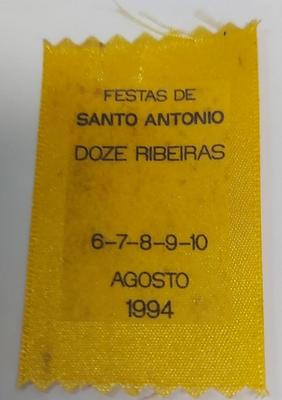 FESTAS DE
SANTO ANTONIO
DOZE RIBEIRAS
6-7-8-9-10
AGOSTO
1994